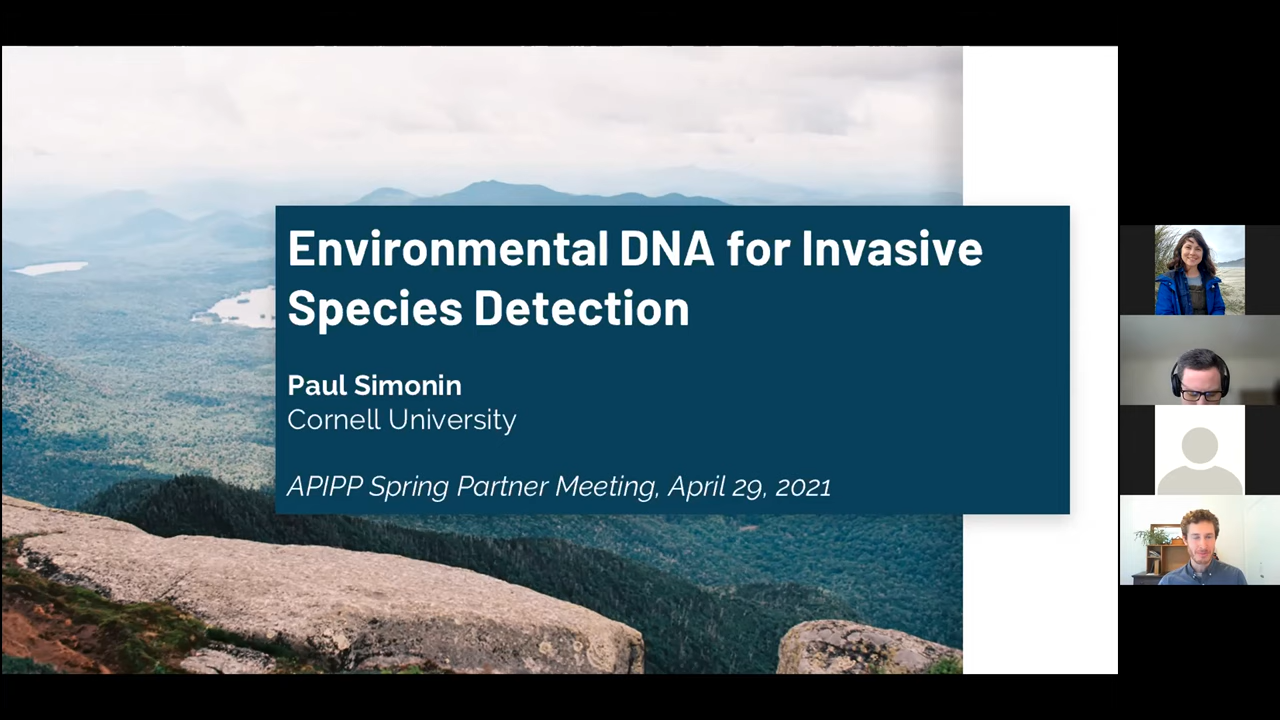 Environmental DNA for Invasive
Species Detection
Paul Simonin
Cornell University
APIPP Spring Partner Meeting, April 29, 2021